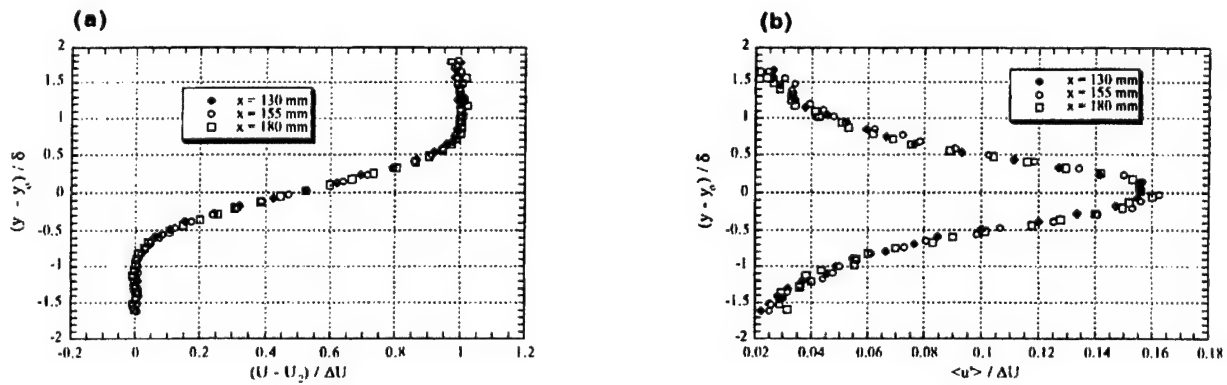 (a)
2
1.5
1
0.5
0
-0.5
-1
-1.5
-2
(y - y₀) / δ
x = 130 mm
x = 155 mm
x = 180 mm
-0.2
0
0.2
0.4
0.6
0.8
1
1.2
(U - U₂) / ΔU
(b)
2
1.5
1
0.5
0
-0.5
-1
-1.5
-2
(y - y₀) / δ
x = 130 mm
x = 155 mm
x = 180 mm
0.02
0.04
0.06
0.08
0.1
0.12
0.14
0.16
0.18
<u'> / ΔU